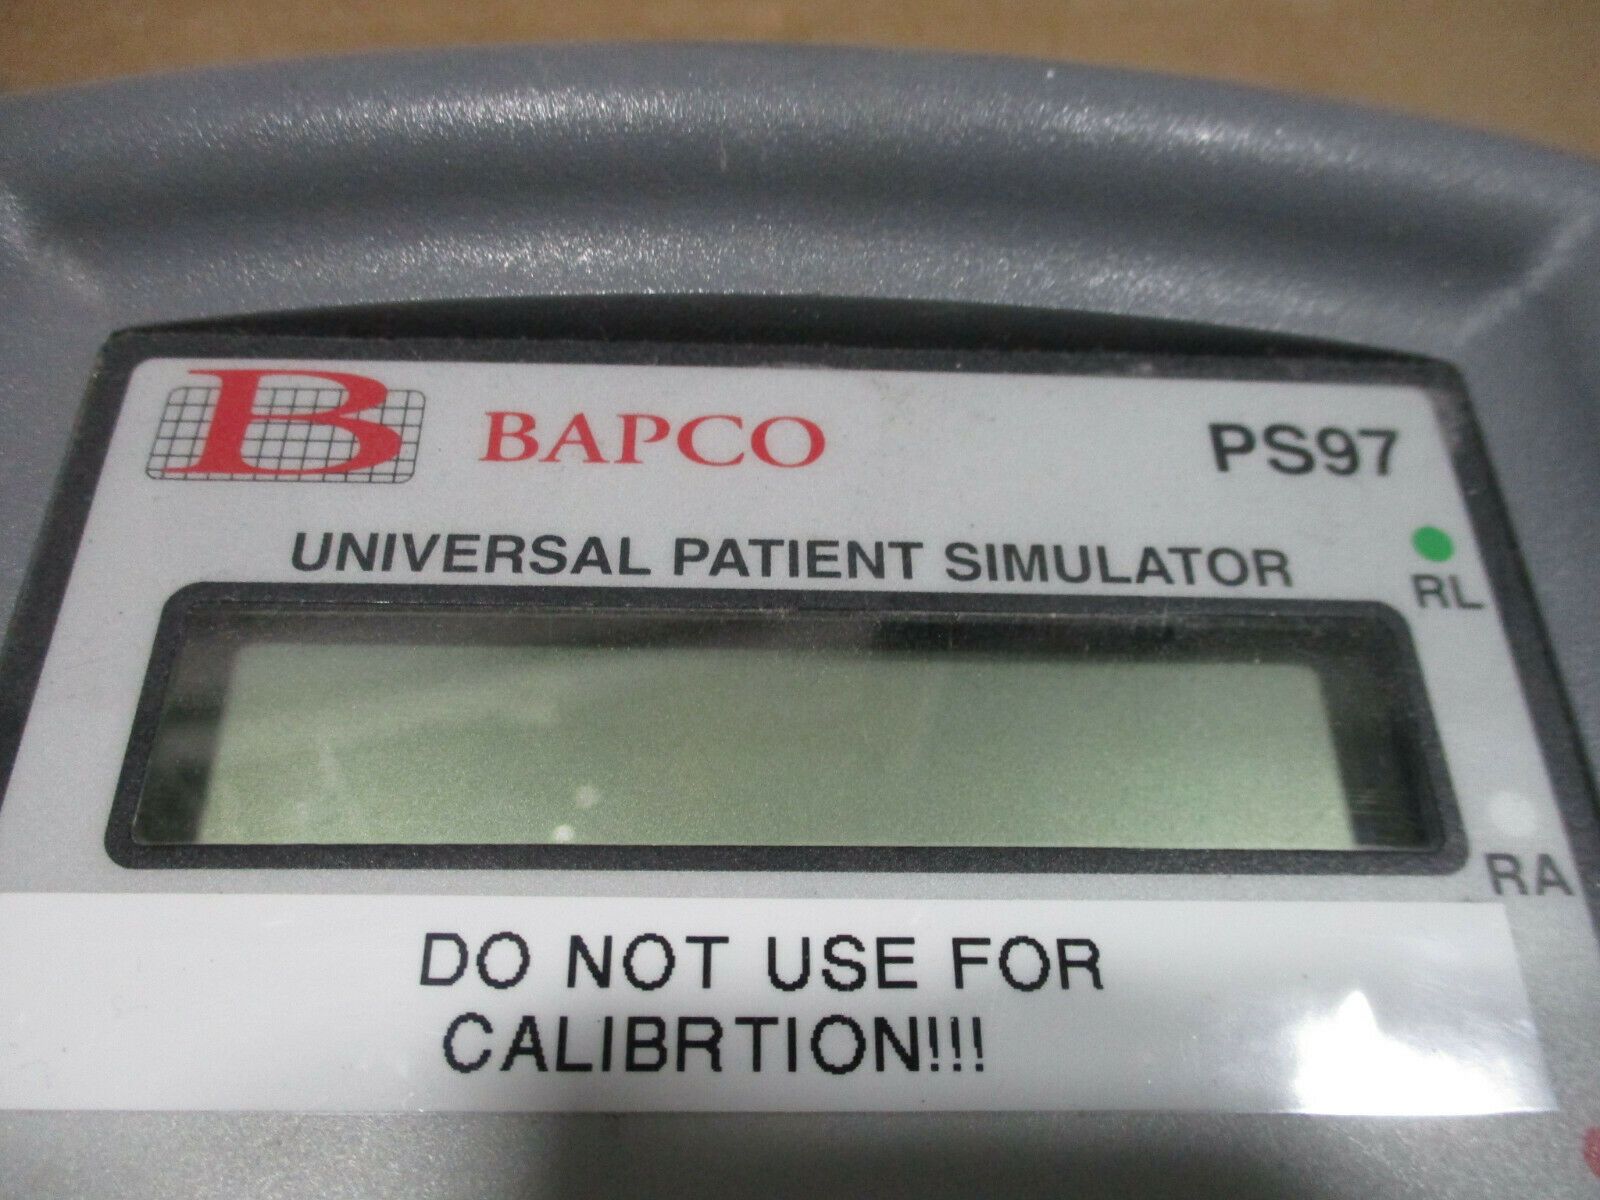 B BAPCO PS97
UNIVERSAL PATIENT SIMULATOR
RL
RA
DO NOT USE FOR
CALIBRTION!!!